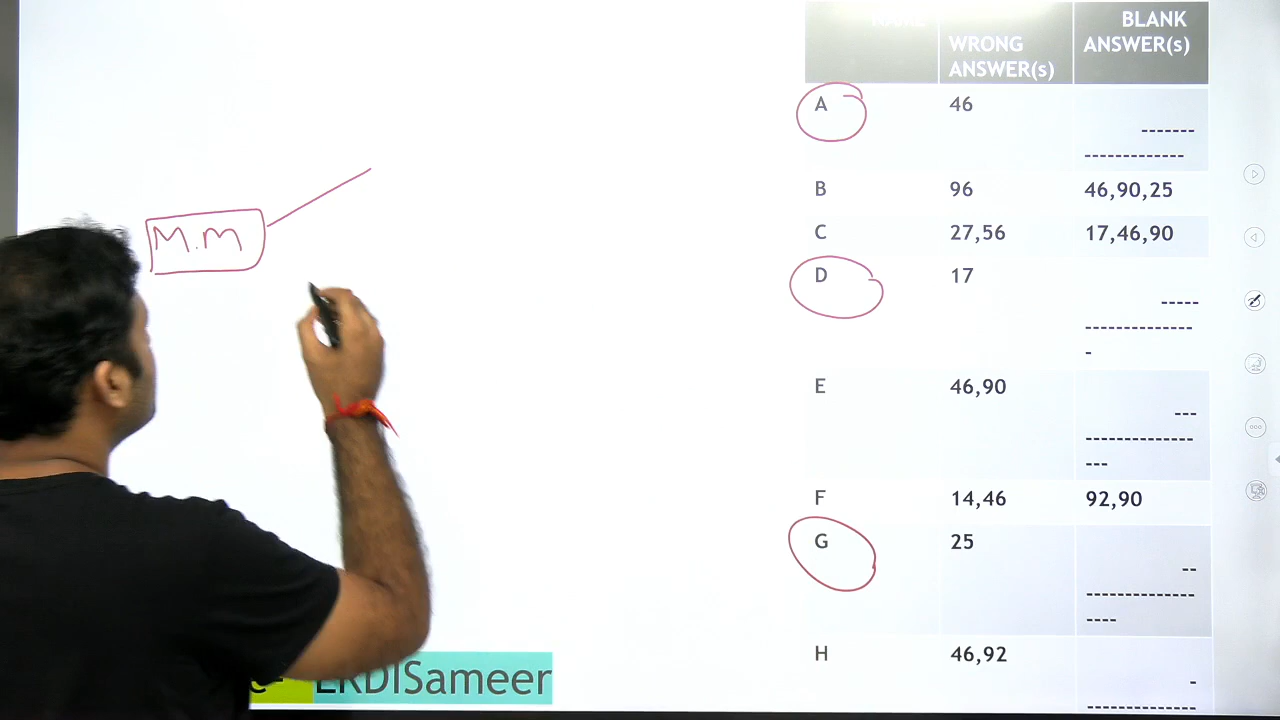 M.M
BLANK
WRONG ANSWER(s)
ANSWER(s)
A 46 -------
-------------
B 96 46,90,25
C 27,56 17,46,90
D 17 -----
--------------
-
E 46,90 ---
--------------
---
F 14,46 92,90
G 25 --
--------------
----
H 46,92 -
--------------
Sameer